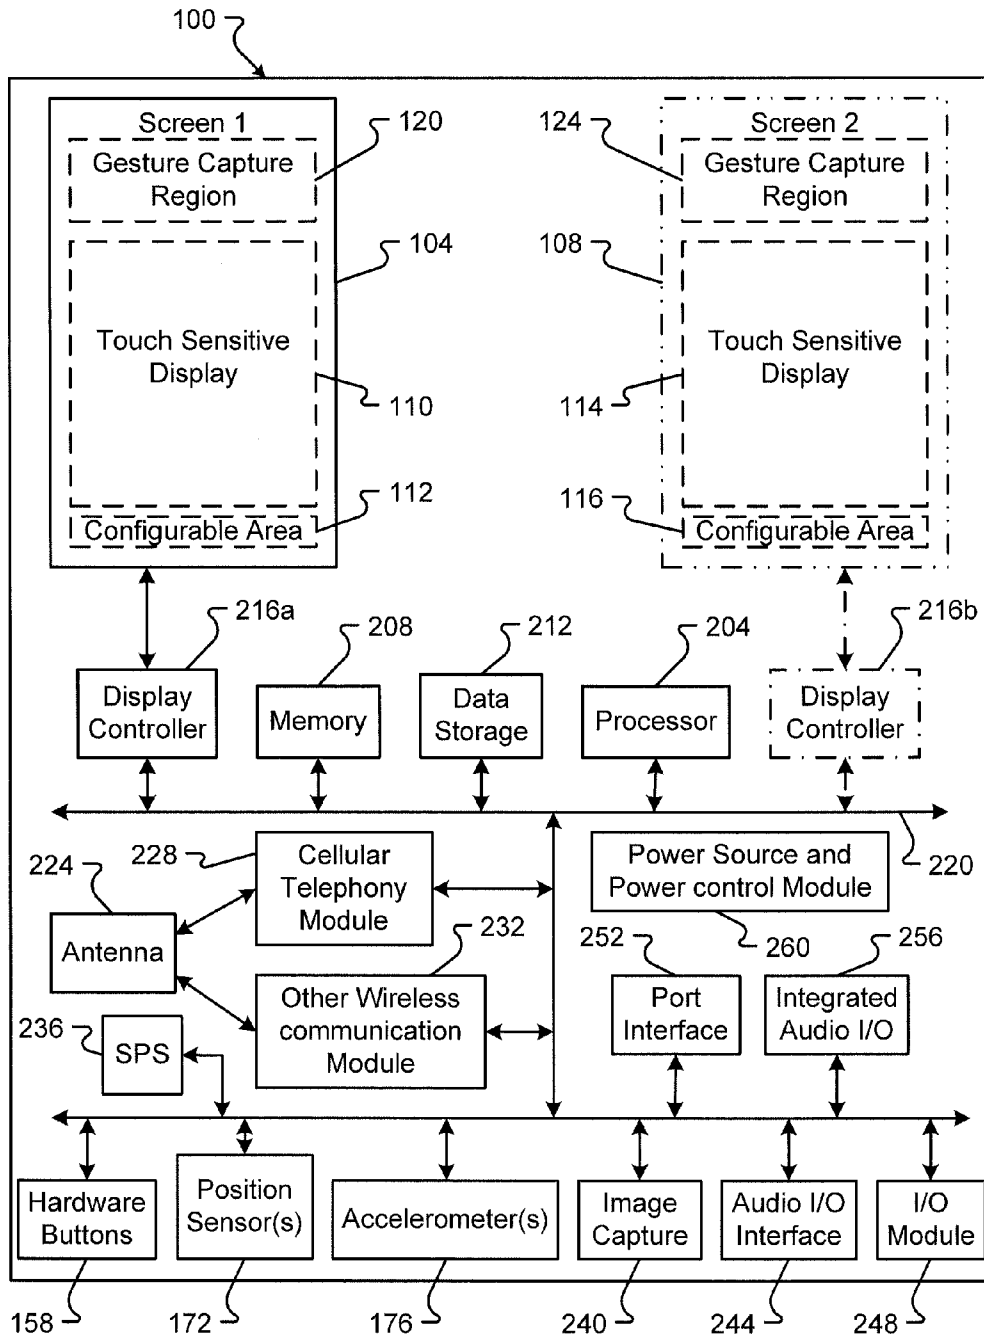 100
Screen 1
Gesture Capture
Region
120
104
Touch Sensitive
Display
110
112
Configurable Area
Screen 2
124
Gesture Capture
Region
108
Touch Sensitive
Display
114
116
Configurable Area
216a
208
212
204
216b
Display
Controller
Memory
Data
Storage
Processor
Display
Controller
220
228
224
Cellular
Telephony
Module
Power Source and
Power control Module
260
Antenna
232
252
256
Other Wireless
communication
Module
Port
Interface
Integrated
Audio I/O
236
SPS
Hardware
Buttons
Position
Sensor(s)
Accelerometer(s)
Image
Capture
Audio I/O
Interface
I/O
Module
158
172
176
240
244
248